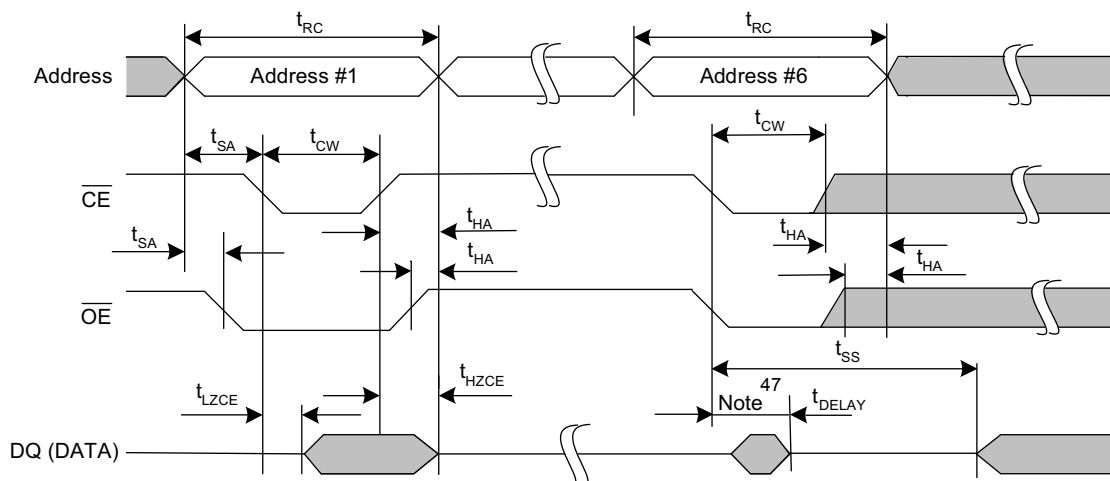 tRC tRC
Address Address #1 Address #6
tCW
tSA tCW
CE
tHA
tSA tHA
tHA tHA
OE
tSS
tLZCE tHZCE 47
Note tDELAY
DQ (DATA)